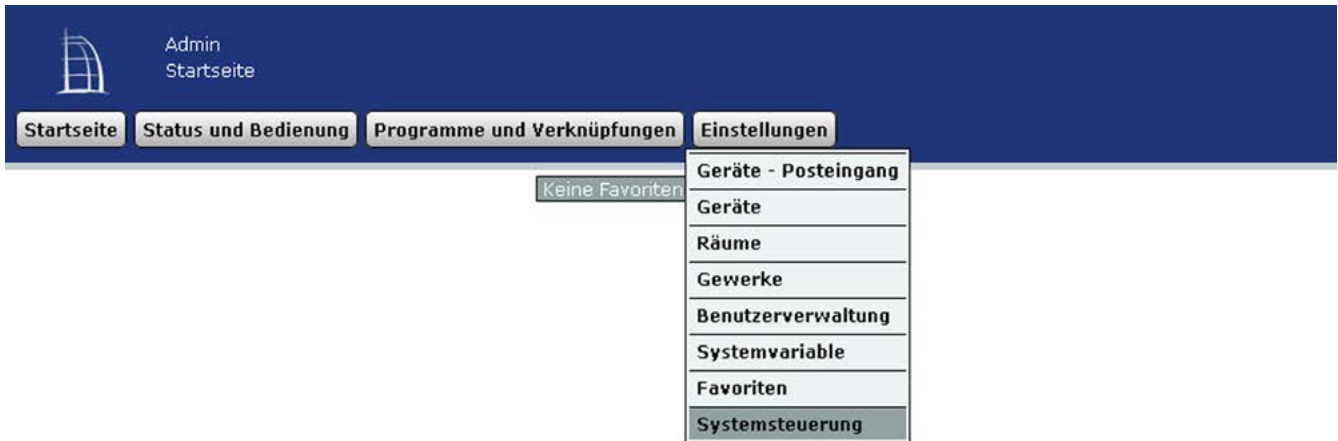 Admin
Startseite
Startseite Status und Bedienung Programme und Verknüpfungen Einstellungen
Keine Favoriten
Geräte - Posteingang
Geräte
Räume
Gewerke
Benutzerverwaltung
Systemvariable
Favoriten
Systemsteuerung